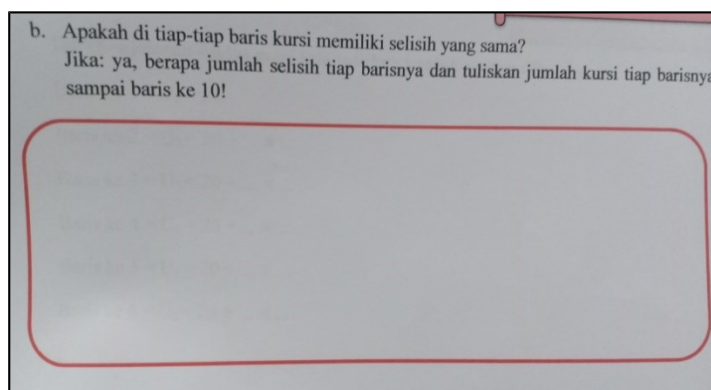 b. Apakah di tiap-tiap baris kursi memiliki selisih yang sama?
Jika: ya, berapa jumlah selisih tiap barisnya dan tuliskan jumlah kursi tiap barisnya
sampai baris ke 10!